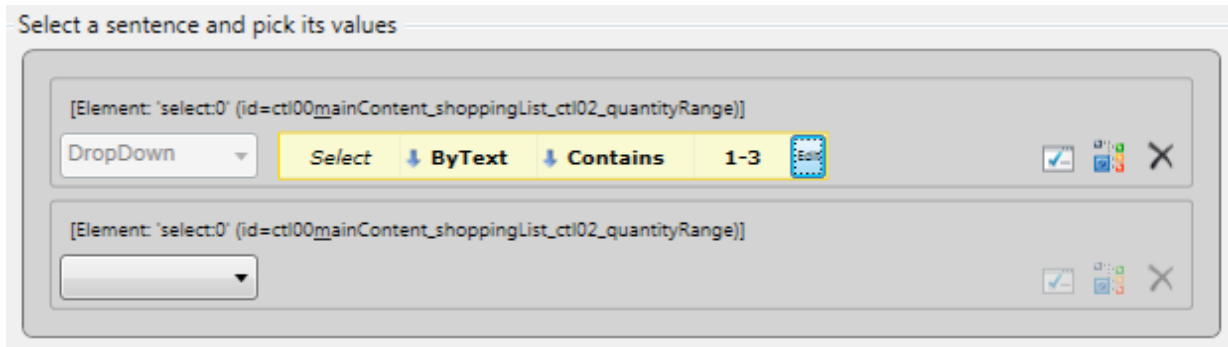 Select a sentence and pick its values
[Element: 'select:0' (id=ctl00mainContent_shoppingList_ctl02_quantityRange)]
DropDown Select ByText Contains 1-3 Edit
[Element: 'select:0' (id=ctl00mainContent_shoppingList_ctl02_quantityRange)]